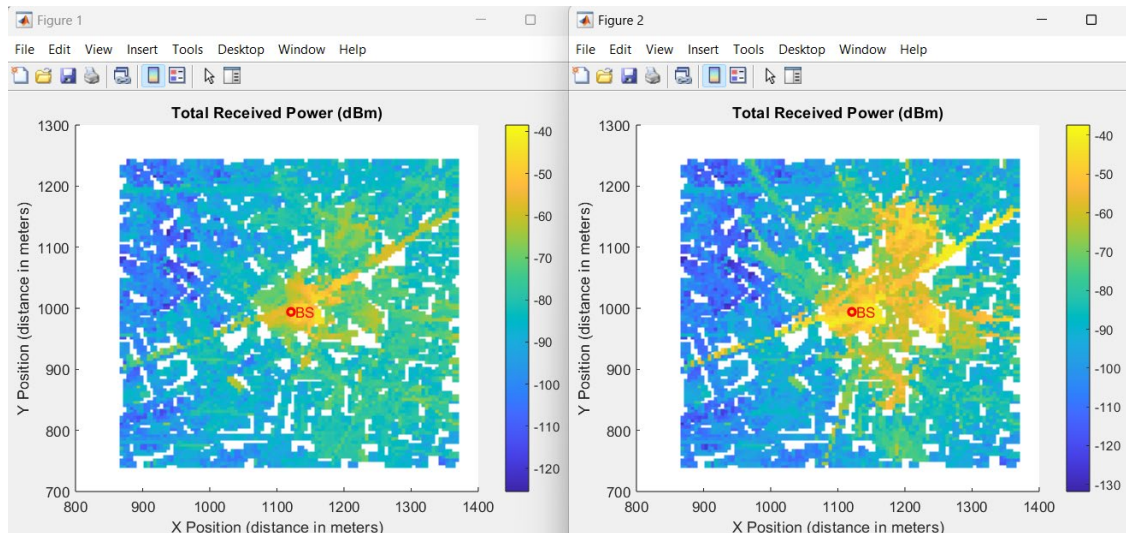 Figure 1
File Edit View Insert Tools Desktop Window Help
Total Received Power (dBm)
1300
1200
1100
1000
900
800
700
Y Position (distance in meters)
BS
800 900 1000 1100 1200 1300 1400
X Position (distance in meters)
-40
-50
-60
-70
-80
-90
-100
-110
-120
Figure 2
File Edit View Insert Tools Desktop Window Help
Total Received Power (dBm)
1300
1200
1100
1000
900
800
700
Y Position (distance in meters)
BS
800 900 1000 1100 1200 1300 1400
X Position (distance in meters)
-40
-50
-60
-70
-80
-90
-100
-110
-120
-130